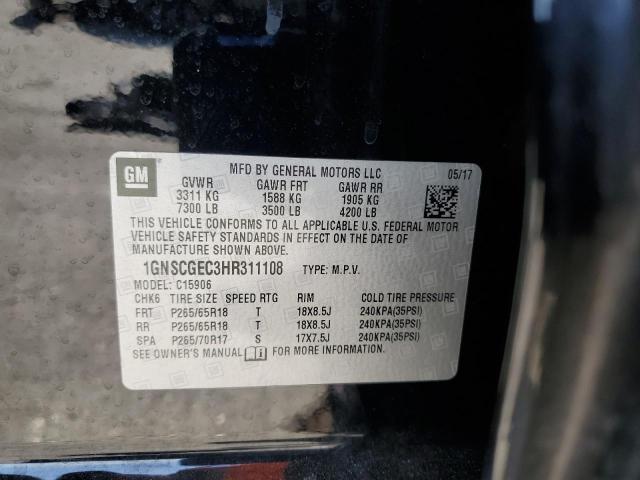 GM
MFD BY GENERAL MOTORS LLC 05/17
GVWR GAWR FRT GAWR RR
3311 KG 1588 KG 1905 KG
7300 LB 3500 LB 4200 LB
THIS VEHICLE CONFORMS TO ALL APPLICABLE U.S. FEDERAL MOTOR
VEHICLE SAFETY STANDARDS IN EFFECT ON THE DATE OF
MANUFACTURE SHOWN ABOVE.
1GNSCGEC3HR311108 TYPE: M.P.V.
MODEL: C15906
CHK6 TIRE SIZE SPEED RTG RIM COLD TIRE PRESSURE
FRT P265/65R18 T 18X8.5J 240KPA(35PSI)
RR P265/65R18 T 18X8.5J 240KPA(35PSI)
SPA P265/70R17 S 17X7.5J 240KPA(35PSI)
SEE OWNER'S MANUAL FOR MORE INFORMATION.